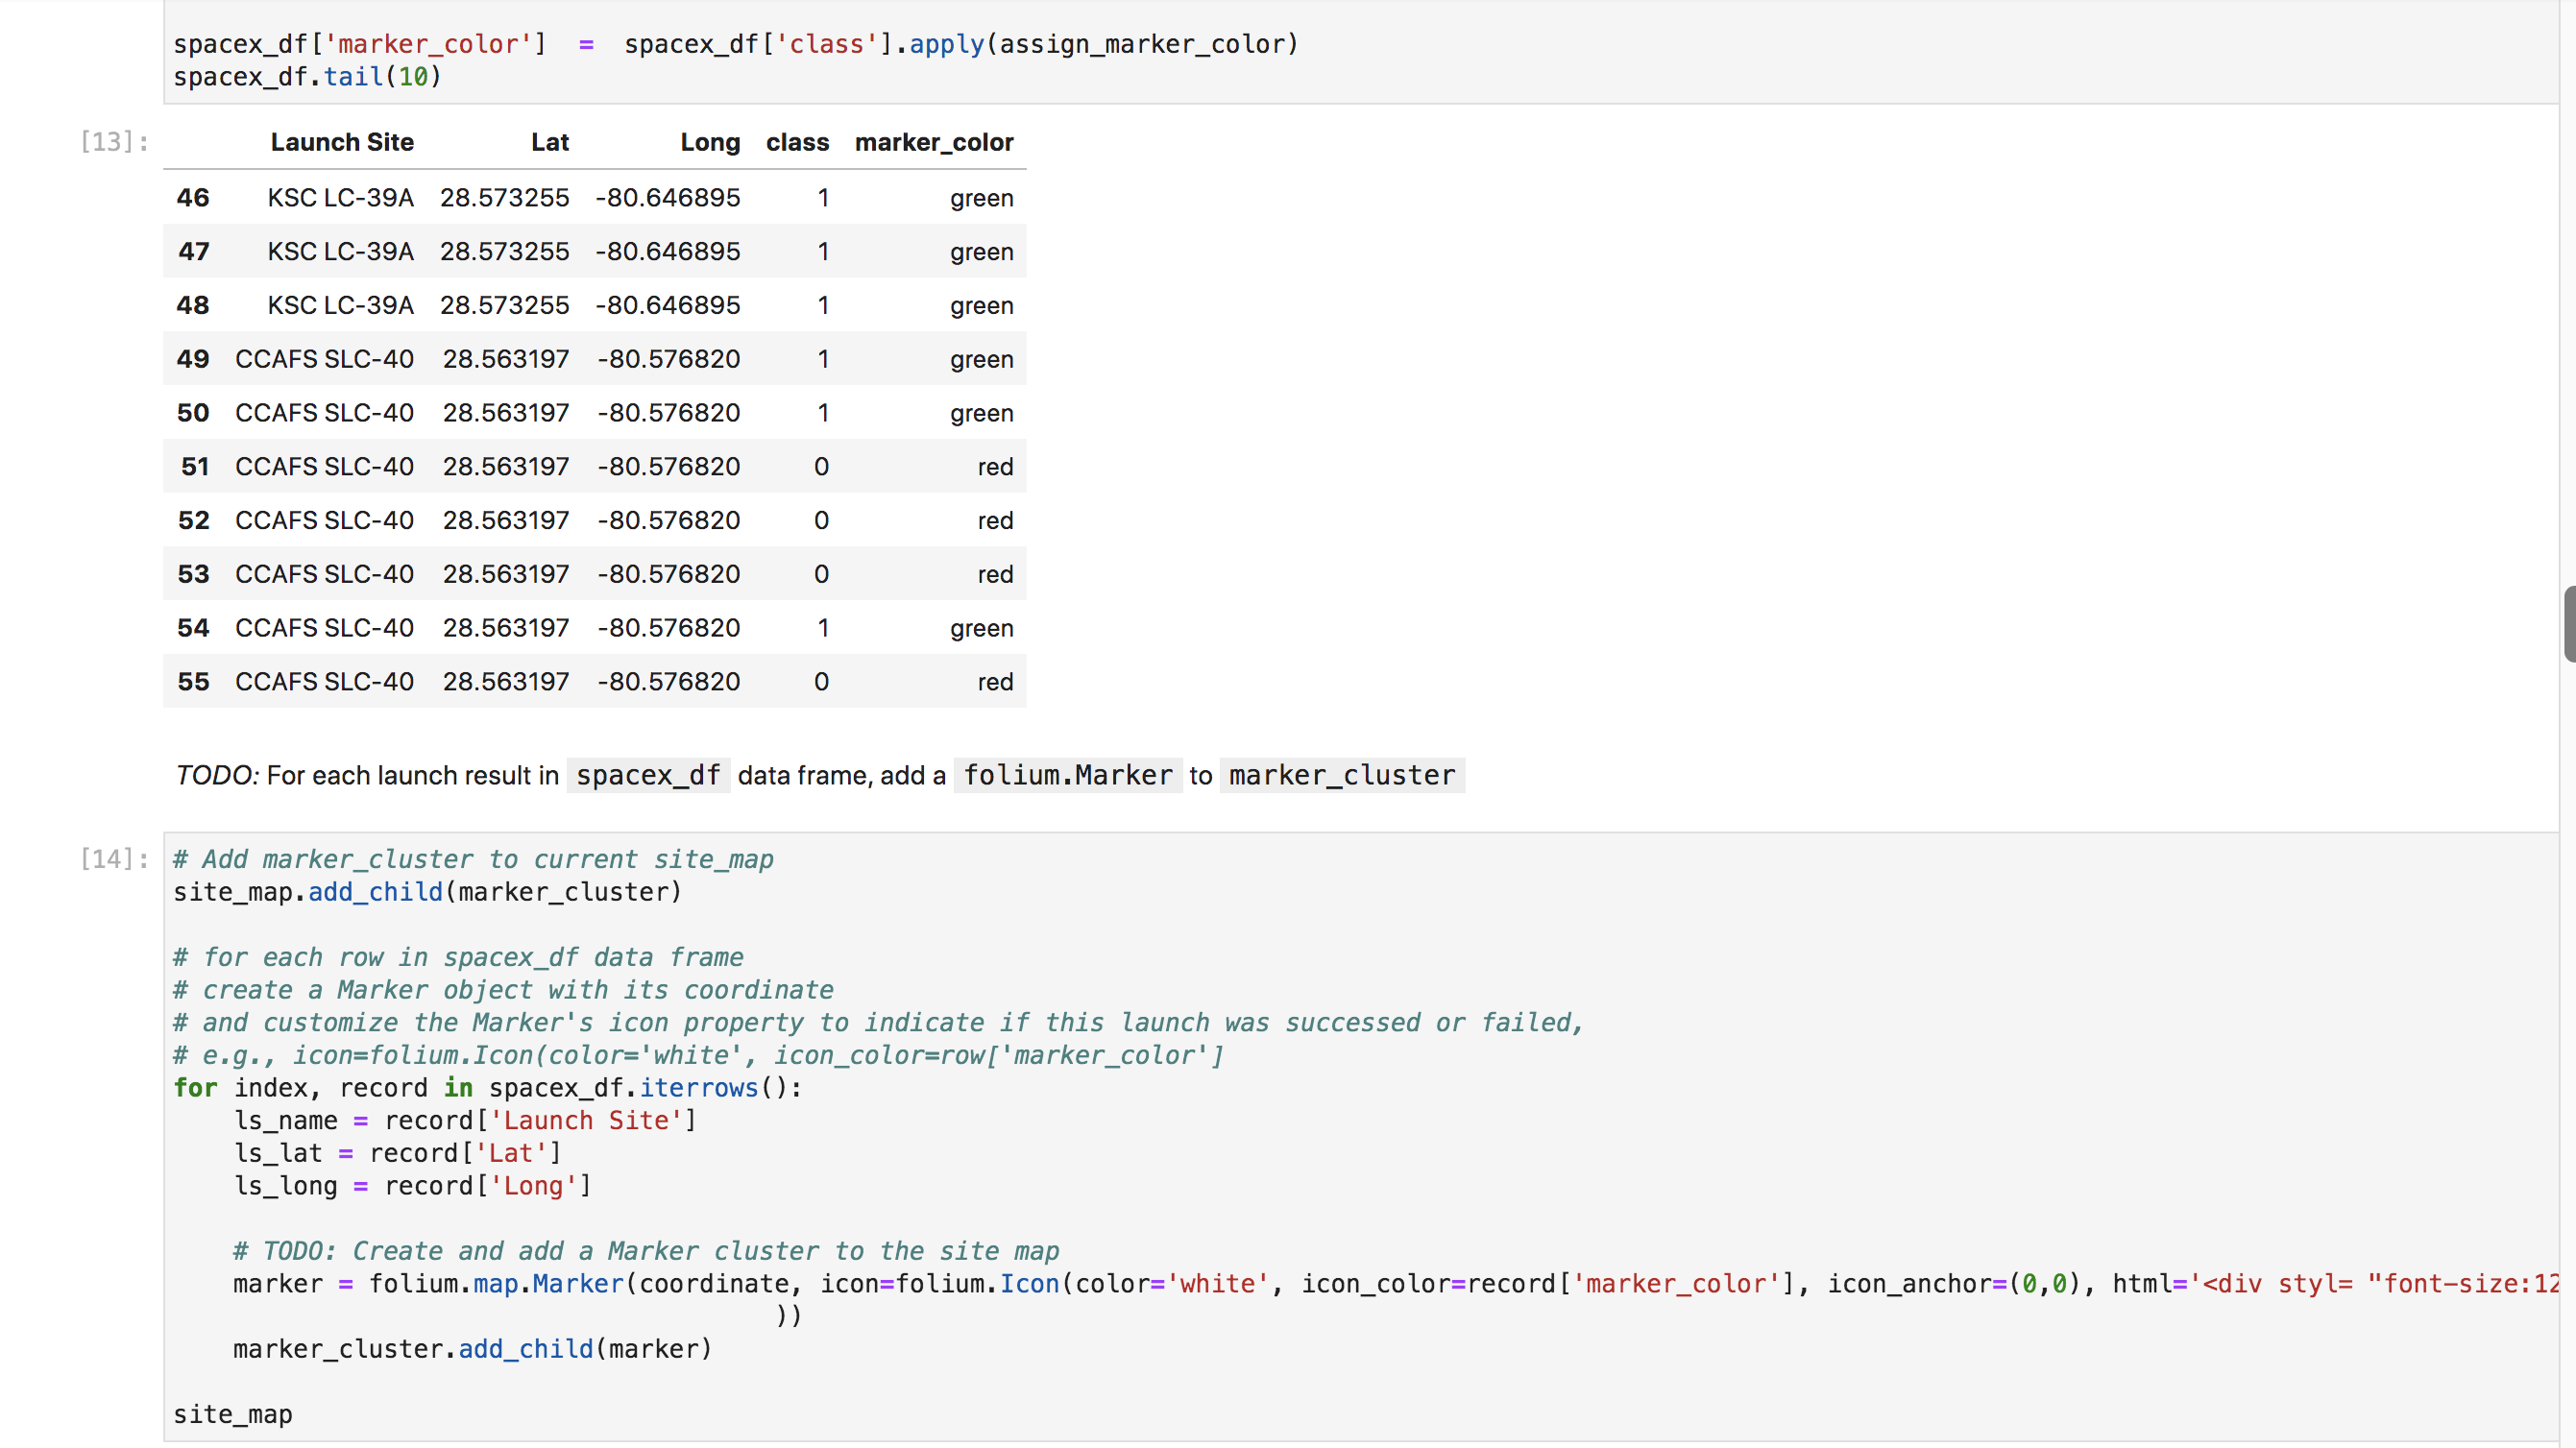 spacex_df['marker_color']  =  spacex_df['class'].apply(assign_marker_color)
spacex_df.tail(10)
[13]:
Launch Site Lat Long class marker_color
46 KSC LC-39A 28.573255 -80.646895 1 green
47 KSC LC-39A 28.573255 -80.646895 1 green
48 KSC LC-39A 28.573255 -80.646895 1 green
49 CCAFS SLC-40 28.563197 -80.576820 1 green
50 CCAFS SLC-40 28.563197 -80.576820 1 green
51 CCAFS SLC-40 28.563197 -80.576820 0 red
52 CCAFS SLC-40 28.563197 -80.576820 0 red
53 CCAFS SLC-40 28.563197 -80.576820 0 red
54 CCAFS SLC-40 28.563197 -80.576820 1 green
55 CCAFS SLC-40 28.563197 -80.576820 0 red
TODO: For each launch result in spacex_df data frame, add a folium.Marker to marker_cluster
[14]: # Add marker_cluster to current site_map
site_map.add_child(marker_cluster)
# for each row in spacex_df data frame
# create a Marker object with its coordinate
# and customize the Marker's icon property to indicate if this launch was successed or failed,
# e.g., icon=folium.Icon(color='white', icon_color=row['marker_color']
for index, record in spacex_df.iterrows():
    ls_name = record['Launch Site']
    ls_lat = record['Lat']
    ls_long = record['Long']
    # TODO: Create and add a Marker cluster to the site map
    marker = folium.map.Marker(coordinate, icon=folium.Icon(color='white', icon_color=record['marker_color'], icon_anchor=(0,0), html='<div styl= "font-size:12
                                        ))
    marker_cluster.add_child(marker)
site_map